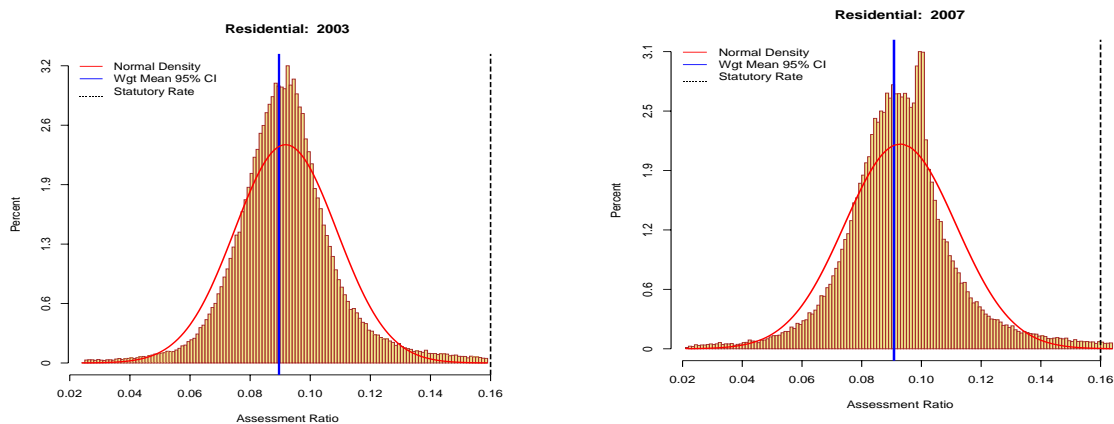 Residential: 2003
Normal Density
Wgt Mean 95% CI
Statutory Rate
3.2
2.6
1.9
1.3
0.6
0
Percent
0.02
0.04
0.06
0.08
0.10
0.12
0.14
0.16
Assessment Ratio
Residential: 2007
Normal Density
Wgt Mean 95% CI
Statutory Rate
3.1
2.5
1.9
1.2
0.6
0
Percent
0.02
0.04
0.06
0.08
0.10
0.12
0.14
0.16
Assessment Ratio